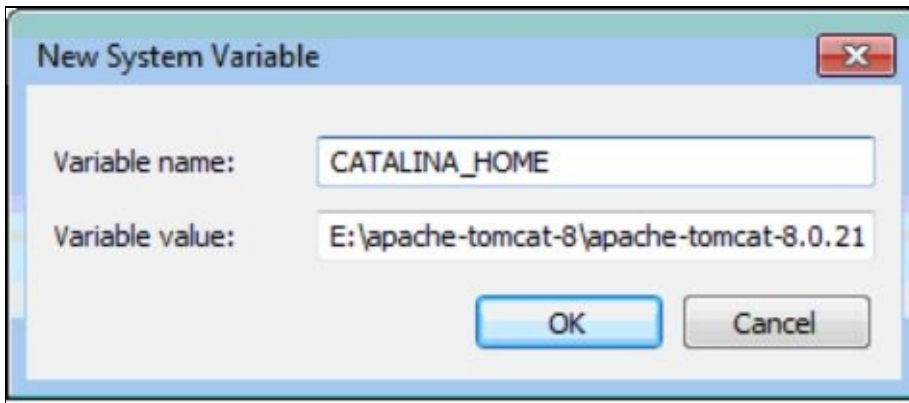 New System Variable
Variable name: CATALINA_HOME
Variable value: E:\apache-tomcat-8\apache-tomcat-8.0.21
OK Cancel